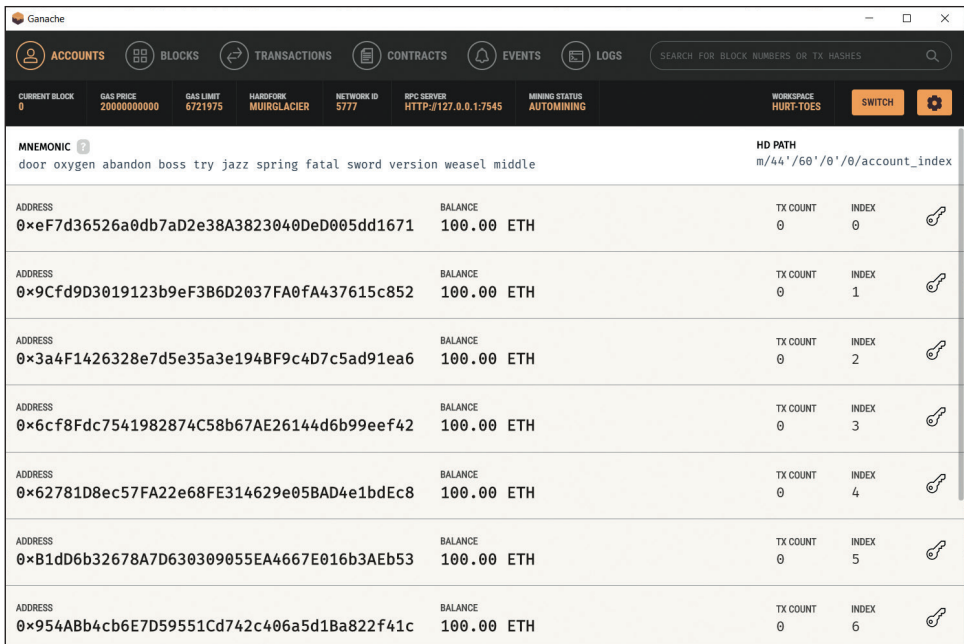 Ganache
ACCOUNTS BLOCKS TRANSACTIONS CONTRACTS EVENTS LOGS SEARCH FOR BLOCK NUMBERS OR TX HASHES
CURRENT BLOCK GAS PRICE GAS LIMIT HARDFORK NETWORK ID RPC SERVER MINING STATUS WORKSPACE
0 20000000000 6721975 MUIRGLACIER 5777 HTTP://127.0.0.1:7545 AUTOMINING HURT-TOES SWITCH
MNEMONIC ? HD PATH
door oxygen abandon boss try jazz spring fatal sword version weasel middle m/44'/60'/0'/0/account_index
ADDRESS BALANCE TX COUNT INDEX
0×eF7d36526a0db7aD2e38A3823040DeD005dd1671 100.00 ETH 0 0
ADDRESS BALANCE TX COUNT INDEX
0×9Cfd9D3019123b9eF3B6D2037FA0fA437615c852 100.00 ETH 0 1
ADDRESS BALANCE TX COUNT INDEX
0×3a4F1426328e7d5e35a3e194BF9c4D7c5ad91ea6 100.00 ETH 0 2
ADDRESS BALANCE TX COUNT INDEX
0×6cf8Fdc7541982874C58b67AE26144d6b99eef42 100.00 ETH 0 3
ADDRESS BALANCE TX COUNT INDEX
0×62781D8ec57FA22e68FE314629e05BAD4e1bdEc8 100.00 ETH 0 4
ADDRESS BALANCE TX COUNT INDEX
0×B1dD6b32678A7D630309055EA4667E016b3AEb53 100.00 ETH 0 5
ADDRESS BALANCE TX COUNT INDEX
0×954ABb4cb6E7D59551Cd742c406a5d1Ba822f41c 100.00 ETH 0 6